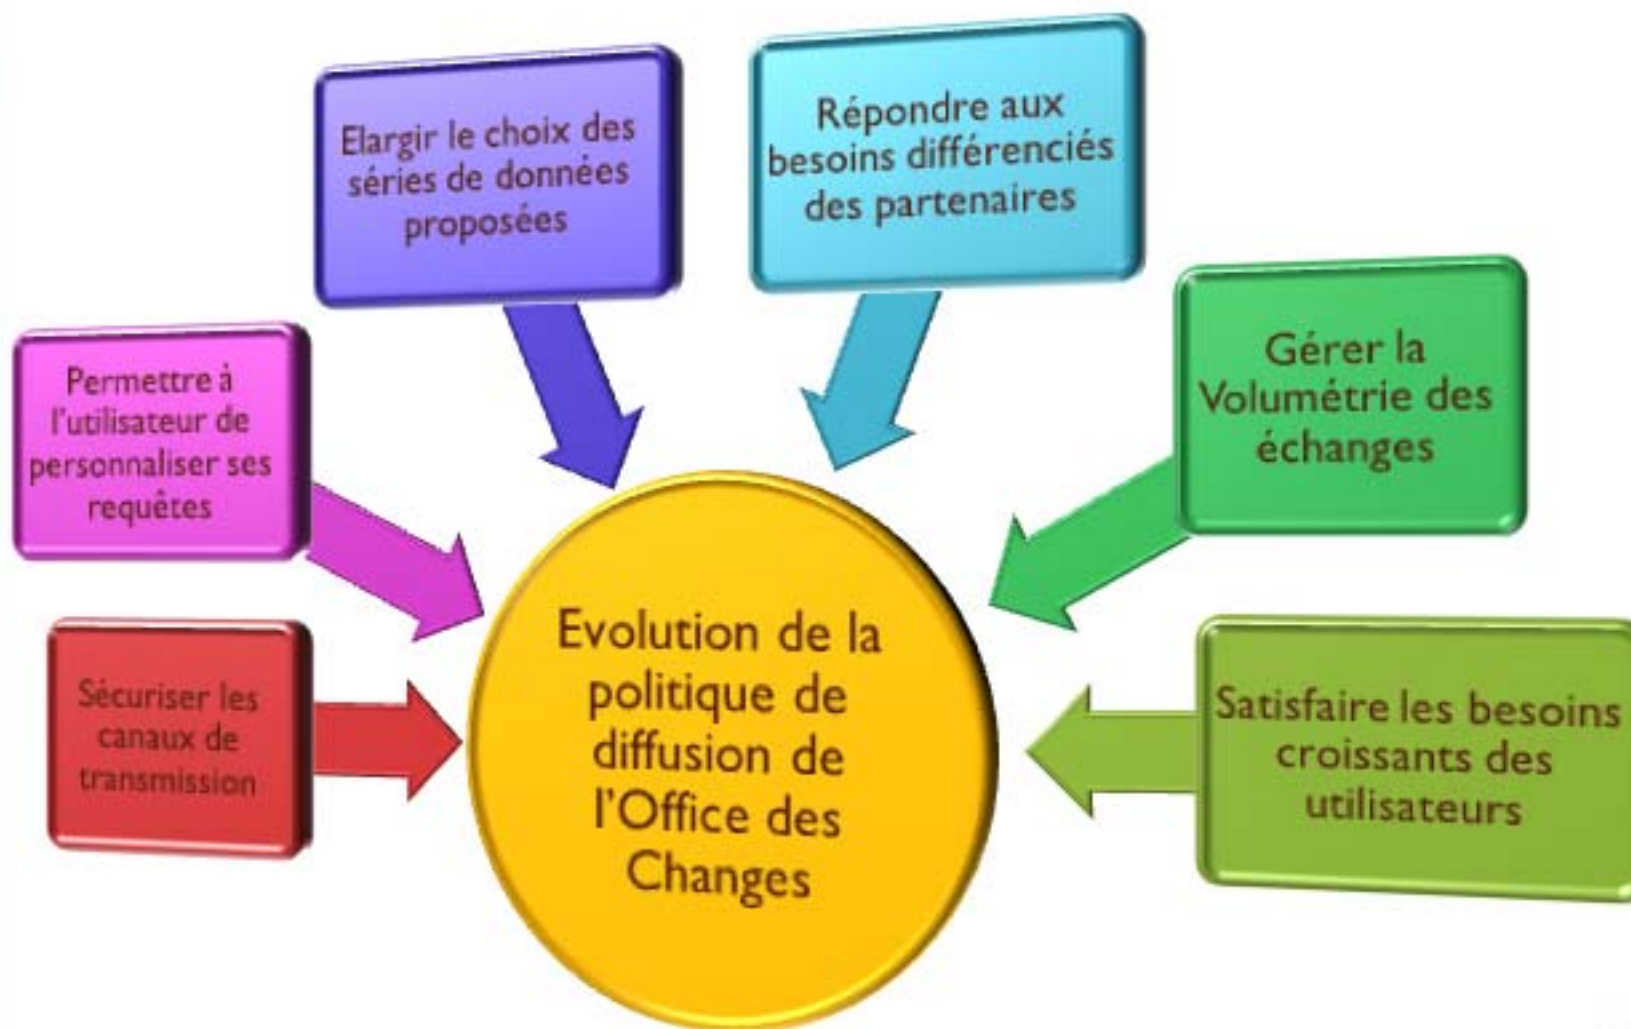 Sécuriser les
canaux de
transmission
Permettre à
l'utilisateur de
personnaliser ses
requêtes
Elargir le choix des
séries de données
proposées
Répondre aux
besoins différenciés
des partenaires
Gérer la
Volumétrie des
échanges
Satisfaire les besoins
croissants des
utilisateurs
Evolution de la
politique de
diffusion de
l'Office des
Changes